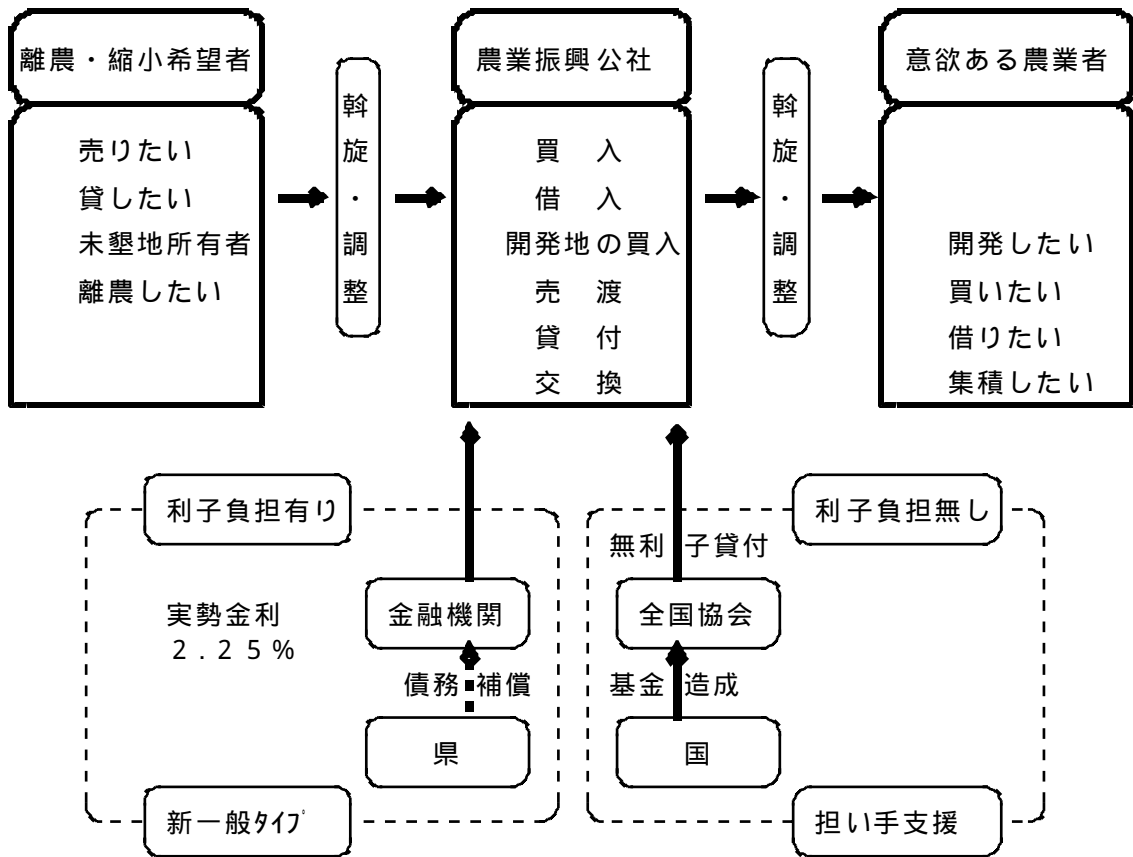 離農・縮小希望者
売りたい
貸したい
未墾地所有者
離農したい
斡旋・調整
農業振興公社
買　入
借　入
開発地の買入
売　渡
貸　付
交　換
斡旋・調整
意欲ある農業者
開発したい
買いたい
借りたい
集積したい
利子負担有り
実勢金利
２．２５％
金融機関
債務補償
県
新一般ﾀｲﾌﾟ
利子負担無し
無利子貸付
全国協会
基金造成
国
担い手支援